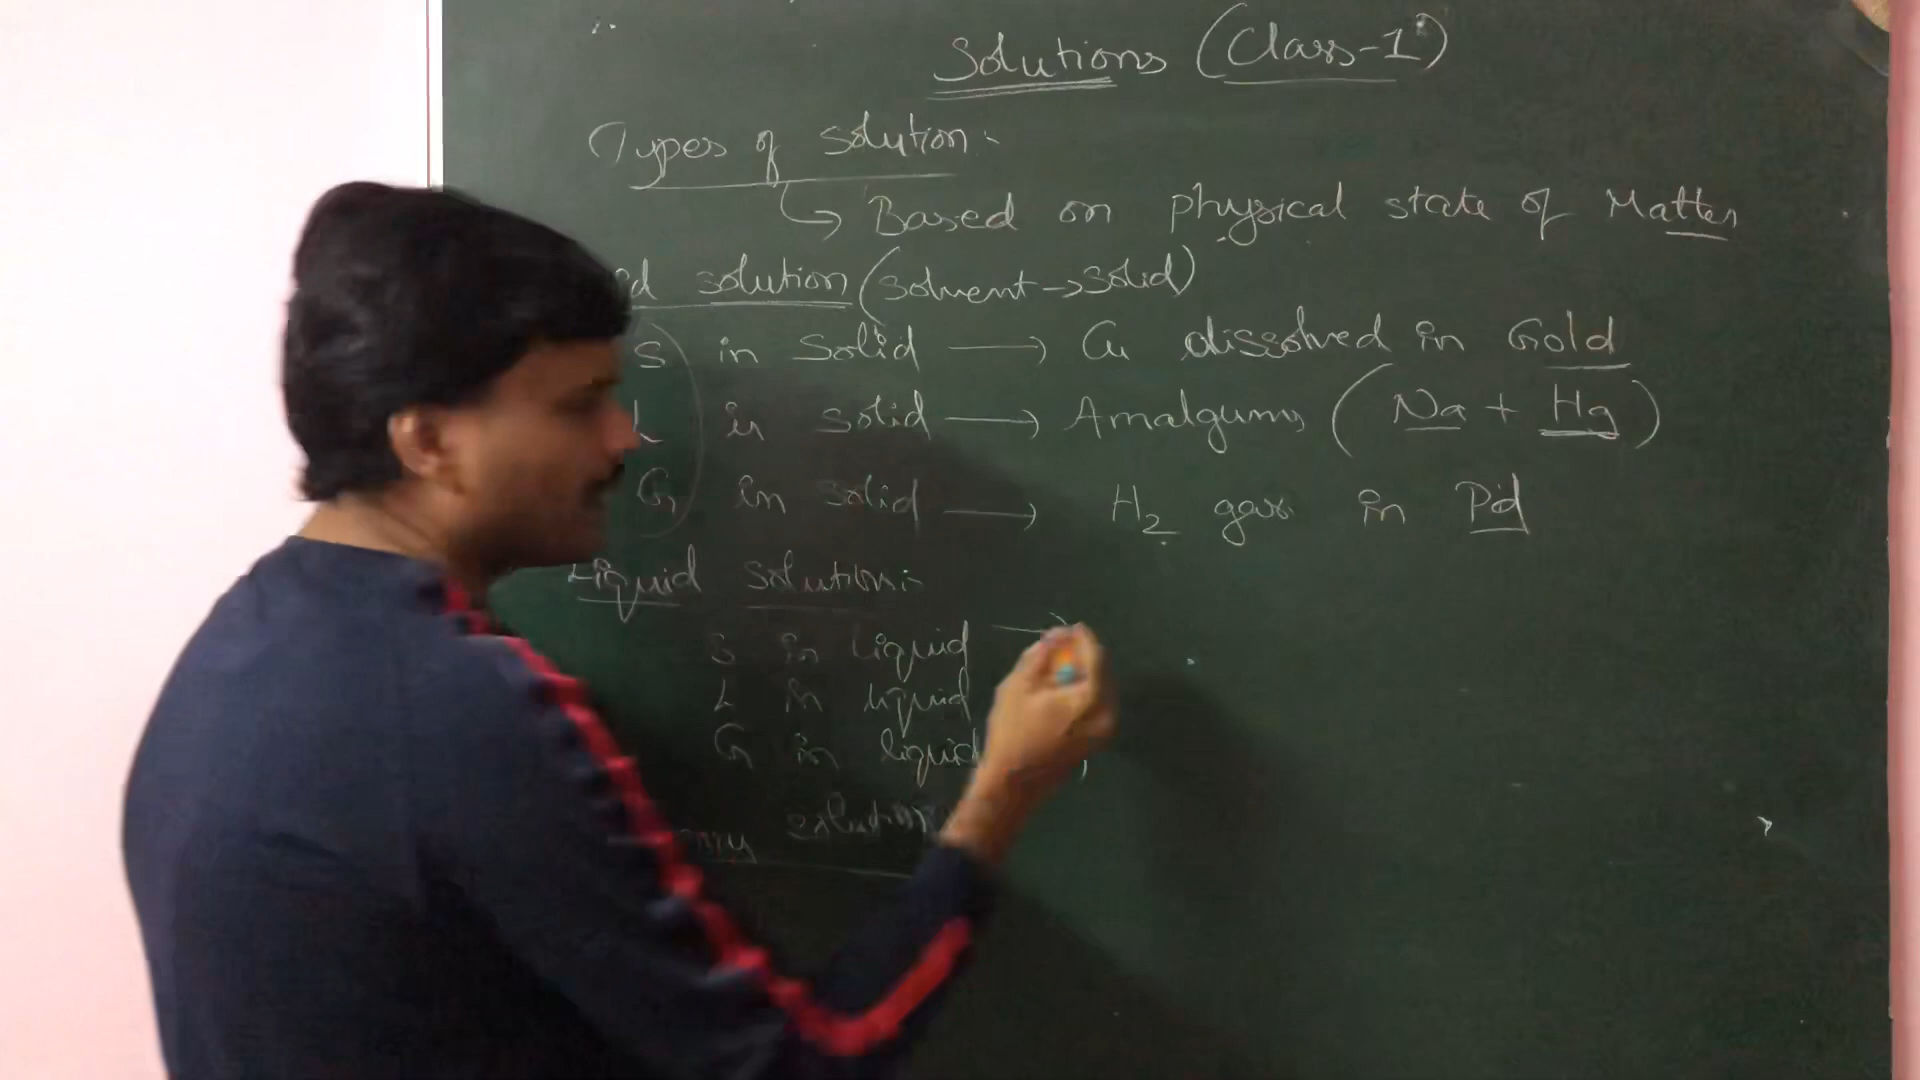 Solutions (Class-1)
Types of solution:
↳ Based on physical state of Matter
solution (solvent → solid)
S in Solid → Cu dissolved in Gold
L in solid → Amalgums (Na + Hg)
G in solid → H2 gas in Pd
Liquid solution:-
S in liquid →
L in liquid
G in liquid
solution